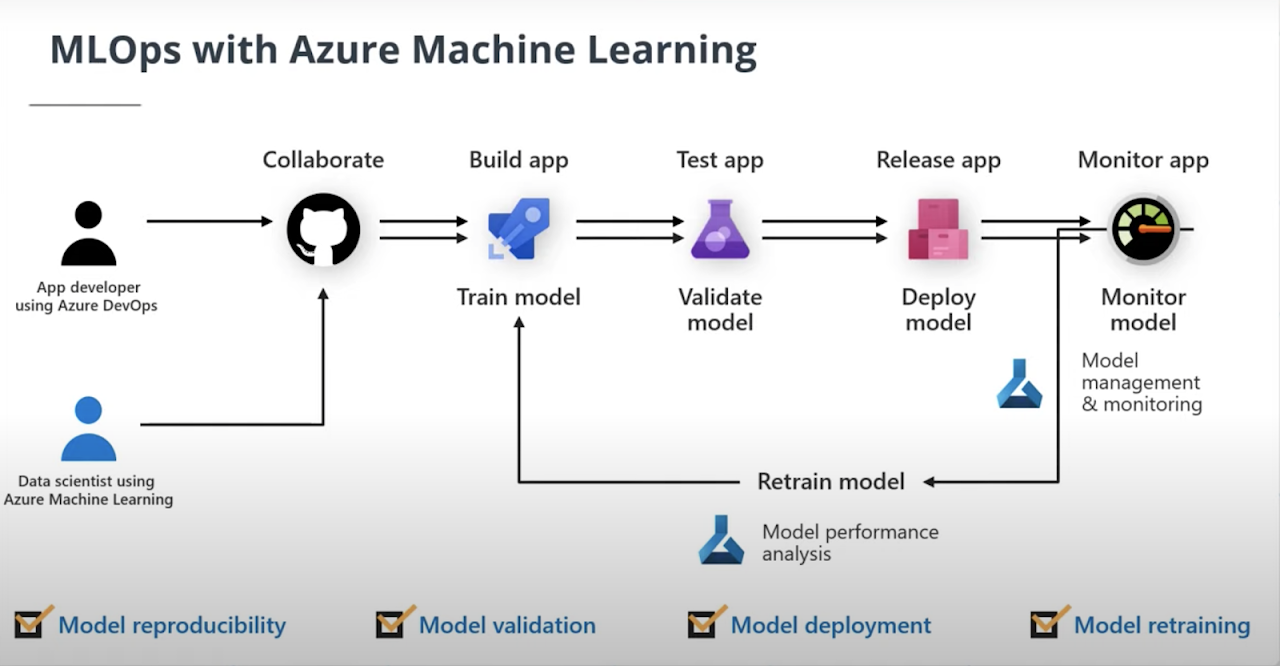 MLOps with Azure Machine Learning
Collaborate
Build app
Test app
Release app
Monitor app
App developer
using Azure DevOps
Train model
Validate
model
Deploy
model
Monitor
model
Model
management
& monitoring
Data scientist using
Azure Machine Learning
Retrain model
Model performance
analysis
Model reproducibility
Model validation
Model deployment
Model retraining